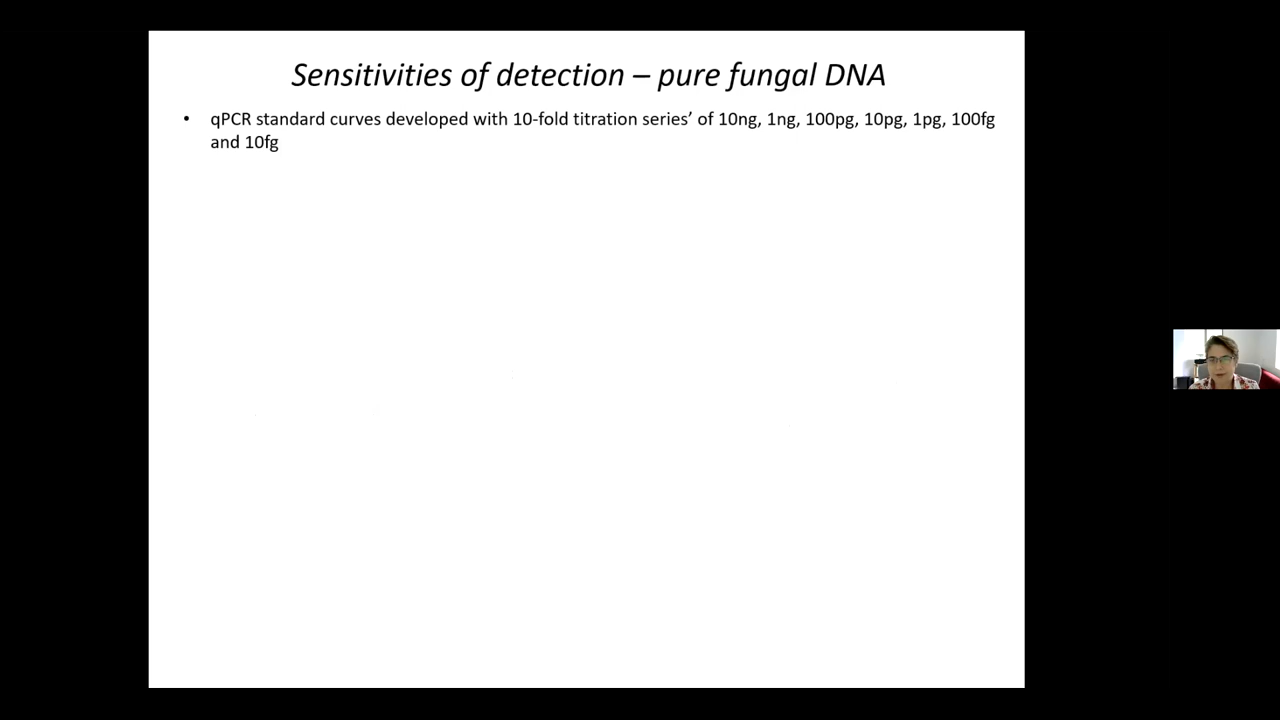 Sensitivities of detection – pure fungal DNA
• qPCR standard curves developed with 10-fold titration series’ of 10ng, 1ng, 100pg, 10pg, 1pg, 100fg
and 10fg